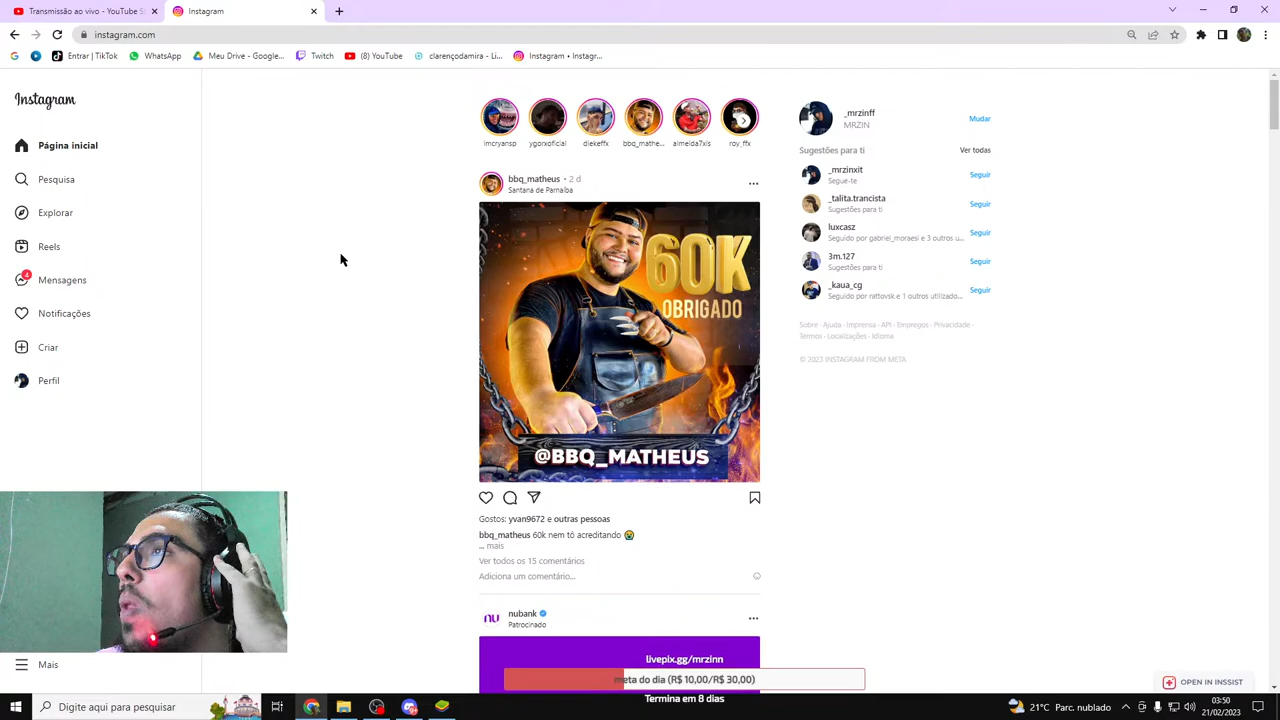 Transmissão ao vivo - YouTube S
Instagram
instagram.com
Entrar | TikTok
WhatsApp
Meu Drive - Google...
Twitch
(8) YouTube
clarençodamira - Li...
Instagram • Instagr...
Instagram
Página inicial
Pesquisa
Explorar
Reels
4
Mensagens
Notificações
Criar
Perfil
Mais
imcryansp
ygorxoficial
diekeffx
bbq_mathe...
almeida7xls
roy_ffx
bbq_matheus • 2 d
Santana de Parnaíba
60K
OBRIGADO
@BBQ_MATHEUS
Gostos: yvan9672 e outras pessoas
bbq_matheus 60k nem tô acreditando 😭
... mais
Ver todos os 15 comentários
Adiciona um comentário...
nu
nubank
Patrocinado
livepix.gg/mrzinn
meta do dia (R$ 10,00/R$ 30,00)
Termina em 8 dias
_mrzinff
MRZIN
Mudar
Sugestões para ti
Ver todas
_mrzinxit
Segue-te
Seguir
_talita.trancista
Sugestões para ti
Seguir
luxcasz
Seguido por gabriel_moraesi e 3 outros u...
Seguir
3m.127
Sugestões para ti
Seguir
_kaua_cg
Seguido por rattovsk e 1 outros utilizado...
Seguir
Sobre · Ajuda · Imprensa · API · Empregos · Privacidade ·
Termos · Localizações · Idioma
© 2023 INSTAGRAM FROM META
OPEN IN INSSIST
Digite aqui para pesquisar
21°C Parc. nublado
03:50
21/02/2023